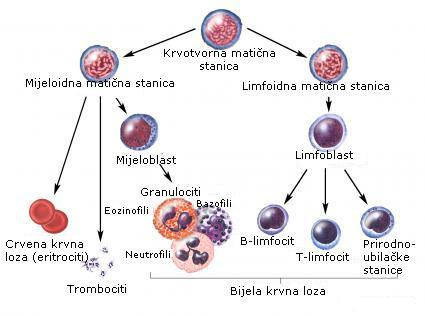 Krvotvorna matična
stanica
Mijeloidna matična stanica
Limfoidna matična stanica
Mijeloblast
Limfoblast
Granulociti
Eozinofili
Bazofili
Neutrofili
Crvena krvna
loza (eritrociti)
Trombociti
B-limfocit
T-limfocit
Prirodno-
ubilačke
stanice
Bijela krvna loza